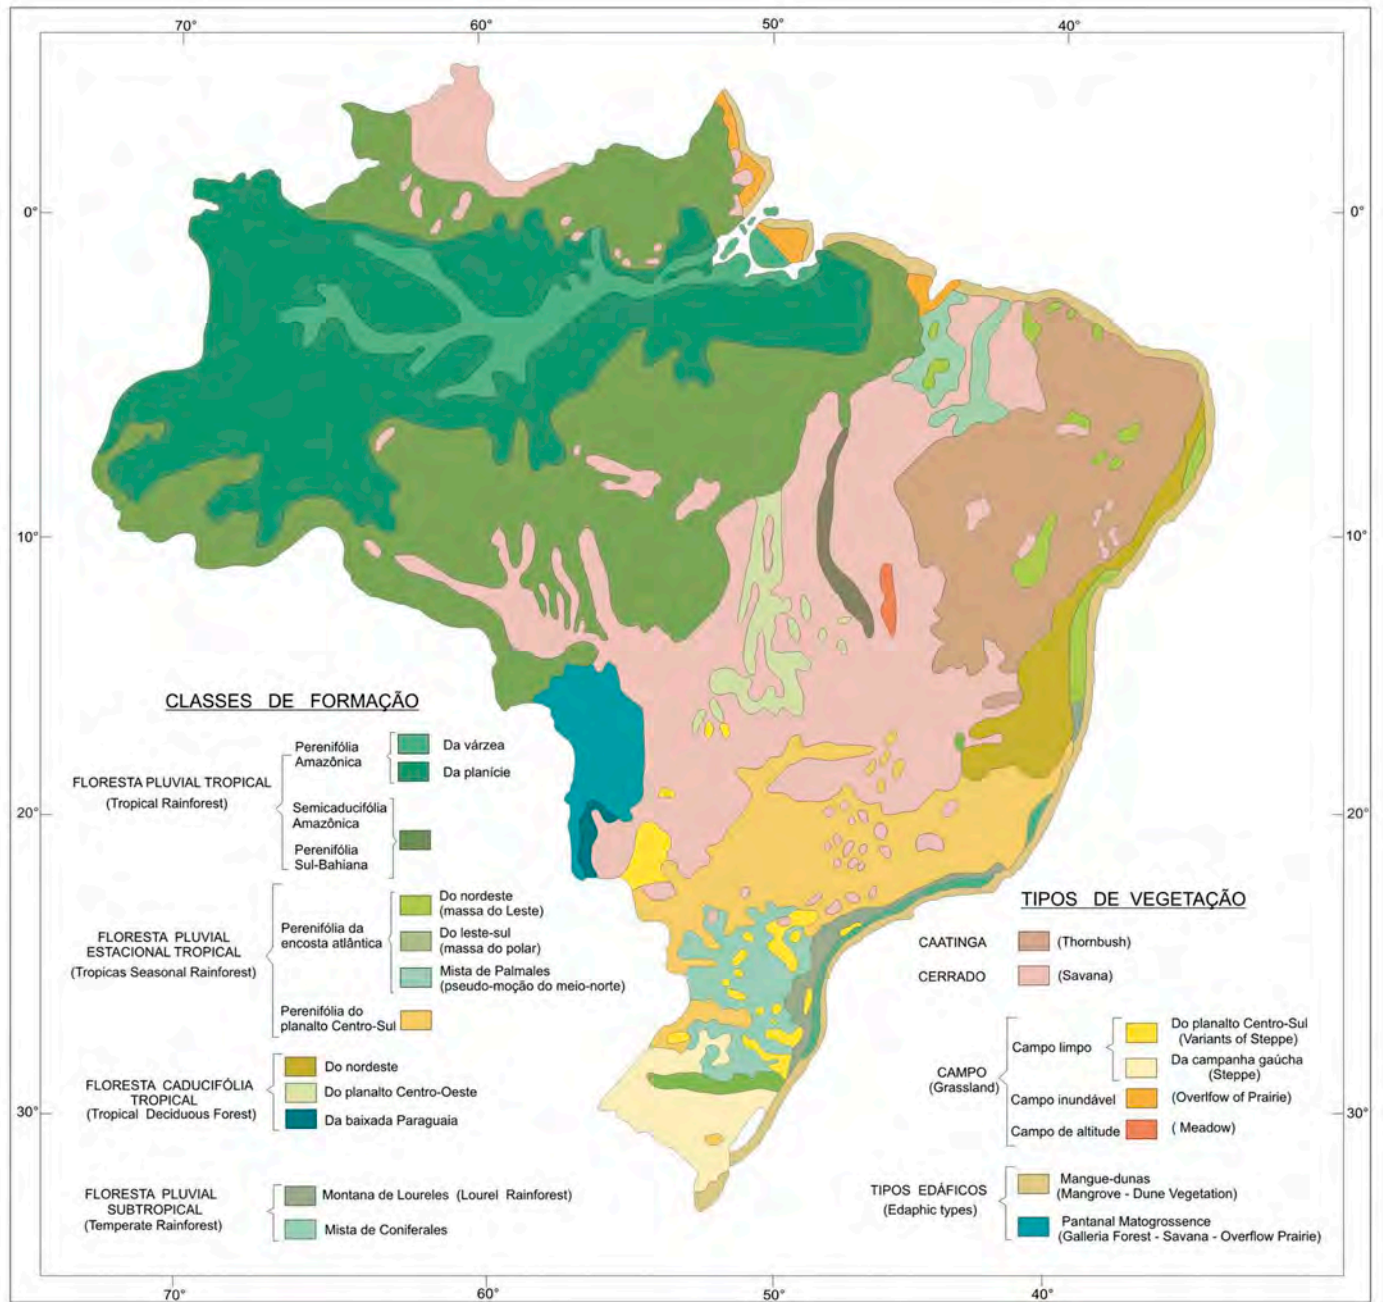 70°
60°
50°
40°
0°
0°
10°
10°
20°
20°
30°
30°
CLASSES DE FORMAÇÃO
FLORESTA PLUVIAL TROPICAL
(Tropical Rainforest)
Perenifólia
Amazônica
Da várzea
Da planície
Semicaducifólia
Amazônica
Perenifólia
Sul-Bahiana
FLORESTA PLUVIAL
ESTACIONAL TROPICAL
(Tropicas Seasonal Rainforest)
Perenifólia da
encosta atlântica
Do nordeste
(massa do Leste)
Do leste-sul
(massa do polar)
Mista de Palmales
(pseudo-moção do meio-norte)
Perenifólia do
planalto Centro-Sul
FLORESTA CADUCIFÓLIA
TROPICAL
(Tropical Deciduous Forest)
Do nordeste
Do planalto Centro-Oeste
Da baixada Paraguaia
FLORESTA PLUVIAL
SUBTROPICAL
(Temperate Rainforest)
Montana de Loureles (Lourel Rainforest)
Mista de Coniferales
TIPOS DE VEGETAÇÃO
CAATINGA
(Thornbush)
CERRADO
(Savana)
CAMPO
(Grassland)
Campo limpo
Do planalto Centro-Sul
(Variants of Steppe)
Da campanha gaúcha
(Steppe)
Campo inundável
(Overlfow of Prairie)
Campo de altitude
( Meadow)
TIPOS EDÁFICOS
(Edaphic types)
Mangue-dunas
(Mangrove - Dune Vegetation)
Pantanal Matogrossence
(Galleria Forest - Savana - Overflow Prairie)
70°
60°
50°
40°